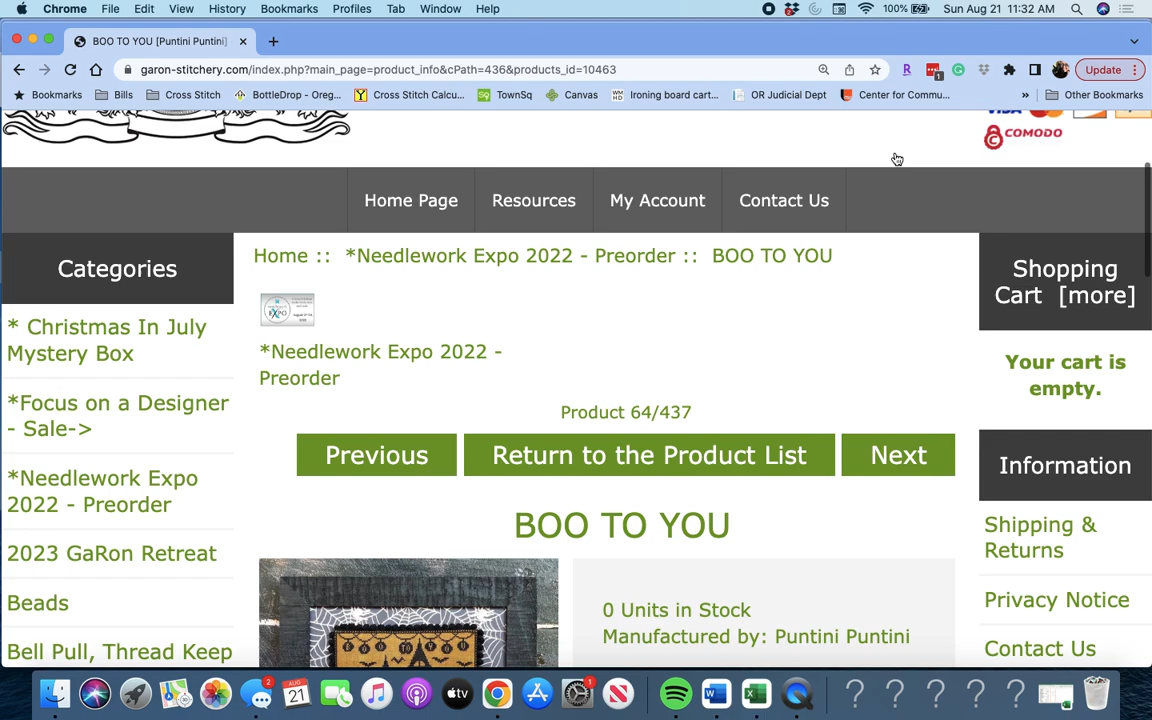 Chrome File Edit View History Bookmarks Profiles Tab Window Help 100% Sun Aug 21 11:32 AM
BOO TO YOU [Puntini Puntini]
garon-stitchery.com/index.php?main_page=product_info&cPath=436&products_id=10463 Update
Bookmarks Bills Cross Stitch BottleDrop - Oreg... Cross Stitch Calcu... TownSq Canvas Ironing board cart... OR Judicial Dept Center for Commu... » Other Bookmarks
COMODO
Home Page Resources My Account Contact Us
Categories
* Christmas In July
Mystery Box
*Focus on a Designer
- Sale->
*Needlework Expo
2022 - Preorder
2023 GaRon Retreat
Beads
Bell Pull, Thread Keep
Home :: *Needlework Expo 2022 - Preorder :: BOO TO YOU
EXPO
*Needlework Expo 2022 -
Preorder
Product 64/437
Previous Return to the Product List Next
BOO TO YOU
BOO TO YOU
0 Units in Stock
Manufactured by: Puntini Puntini
Shopping
Cart [more]
Your cart is
empty.
Information
Shipping &
Returns
Privacy Notice
Contact Us
AUG
21
tv